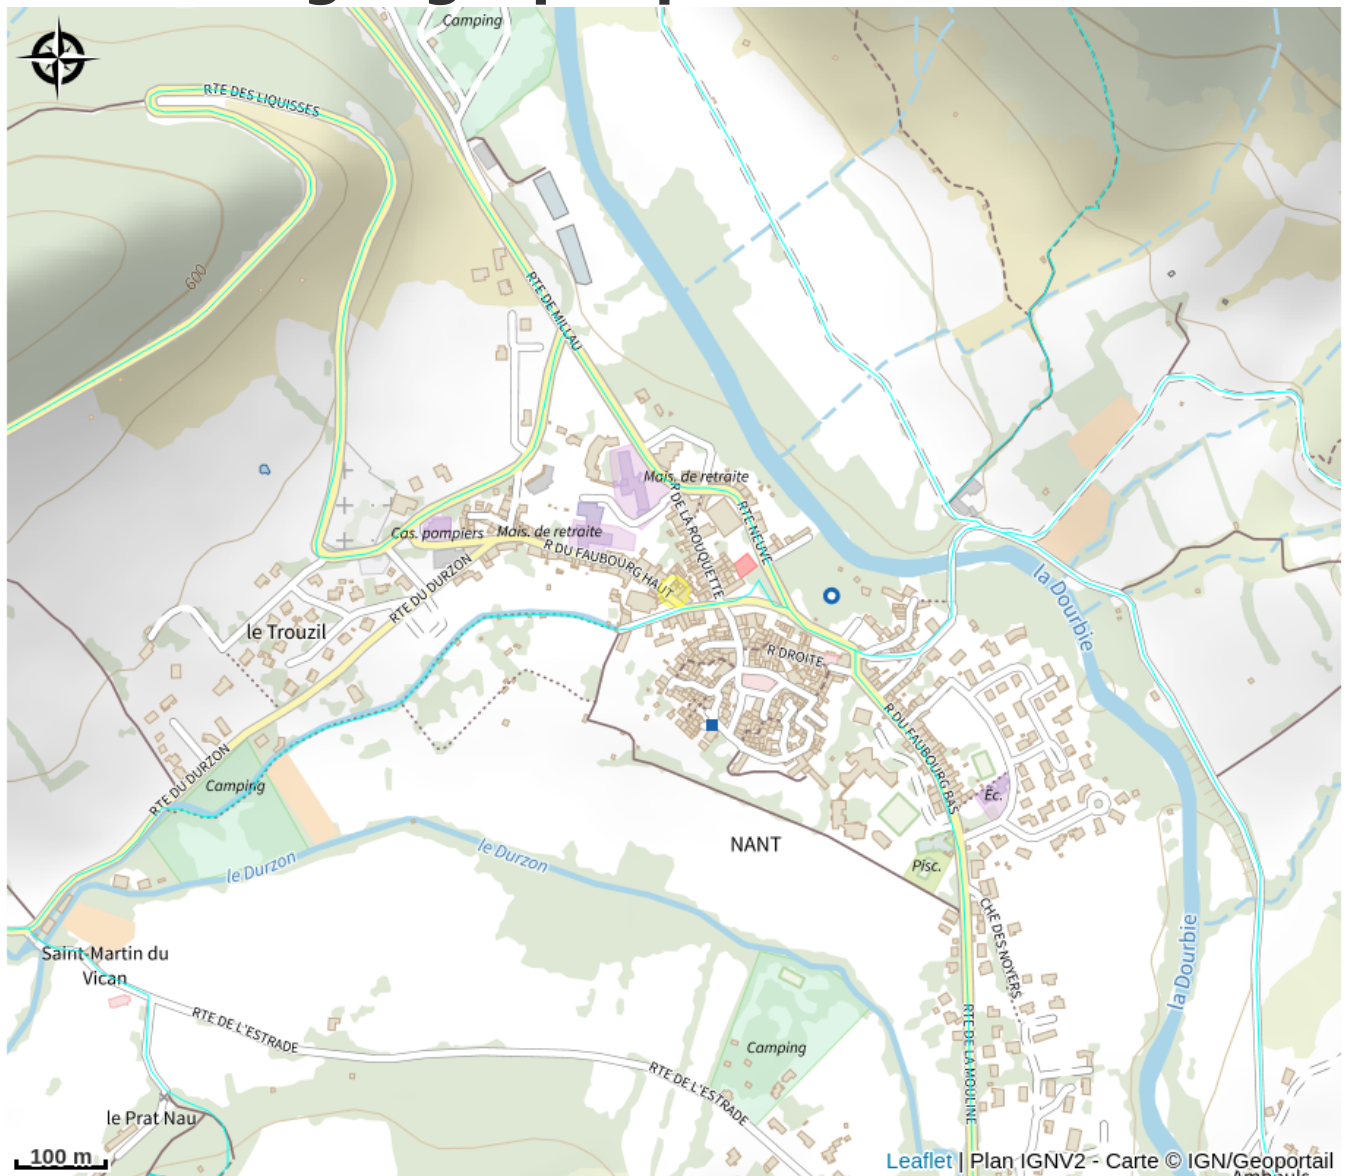 Camping
RTE DES LIQUISSES
600
RTE DE MILLAU
Mais. de retraite
R DE LA ROUQUETTE
RTE NEUVE
Cas. pompiers
Mais. de retraite
R DU FAUBOURG HAUT
RTE DU DURZON
la Dourbie
le Trouzil
R DROITE
R DU FAUBOURG BAS
RTE DU DURZON
Camping
Éc.
NANT
le Durzon
le Durzon
Pisc.
CHE DES NOYERS
la Dourbie
Saint-Martin du
Vican
RTE DE L'ESTRADE
RTE DE LA MOULINE
Camping
RTE DE L'ESTRADE
le Prat Nau
100 m
Leaflet | Plan IGNV2 - Carte © IGN/Geoportail